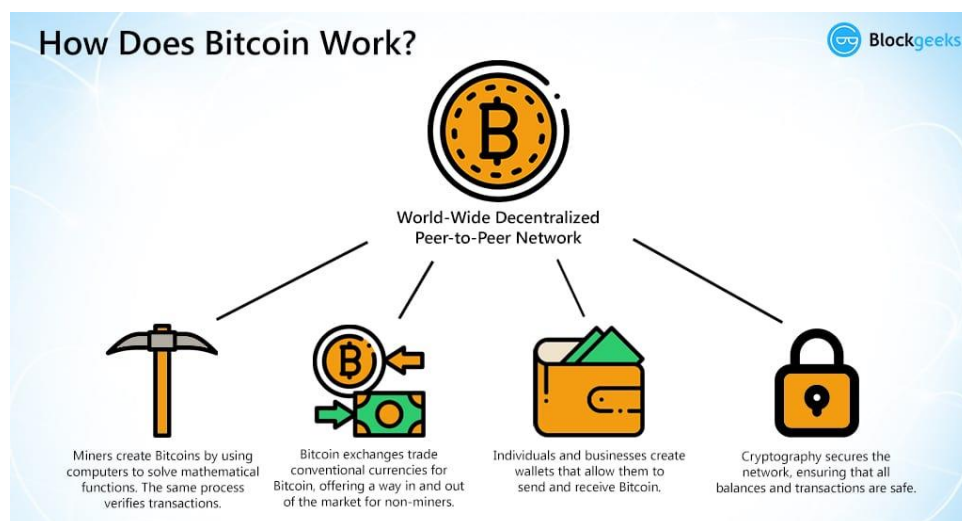 How Does Bitcoin Work?
Blockgeeks
World-Wide Decentralized
Peer-to-Peer Network
Miners create Bitcoins by using
computers to solve mathematical
functions. The same process
verifies transactions.
Bitcoin exchanges trade
conventional currencies for
Bitcoin, offering a way in and out
of the market for non-miners.
Individuals and businesses create
wallets that allow them to
send and receive Bitcoin.
Cryptography secures the
network, ensuring that all
balances and transactions are safe.